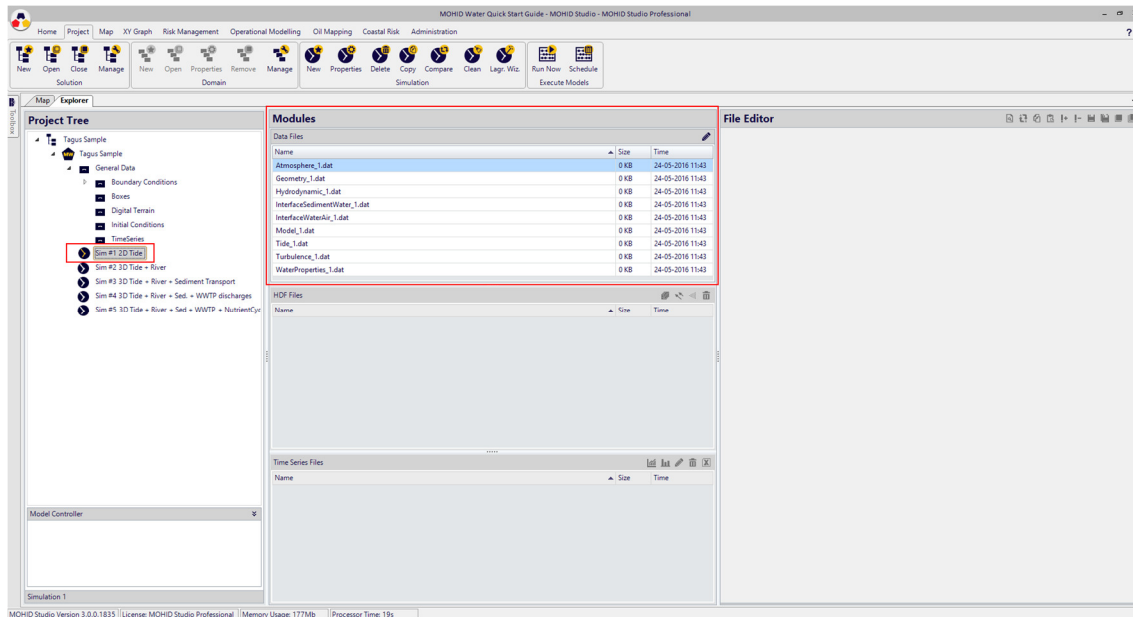 MOHID Water Quick Start Guide - MOHID Studio - MOHID Studio Professional
Home Project Map XY Graph Risk Management Operational Modelling Oil Mapping Coastal Risk Administration ?
New Open Close Manage New Open Properties Remove Manage New Properties Delete Copy Compare Clean Lagr. Wiz. Run Now Schedule
Solution Domain Simulation Execute Models
Map Explorer
Toolbox
Project Tree
Tagus Sample
MW Tagus Sample
General Data
Boundary Conditions
Boxes
Digital Terrain
Initial Conditions
TimeSeries
Sim #1 2D Tide
Sim #2 3D Tide + River
Sim #3 3D Tide + River + Sediment Transport
Sim #4 3D Tide + River + Sed. + WWTP discharges
Sim #5 3D Tide + River + Sed + WWTP + NutrientCyc
Model Controller
Simulation 1
Modules
Data Files
Name Size Time
Atmosphere_1.dat 0 KB 24-05-2016 11:43
Geometry_1.dat 0 KB 24-05-2016 11:43
Hydrodynamic_1.dat 0 KB 24-05-2016 11:43
InterfaceSedimentWater_1.dat 0 KB 24-05-2016 11:43
InterfaceWaterAir_1.dat 0 KB 24-05-2016 11:43
Model_1.dat 0 KB 24-05-2016 11:43
Tide_1.dat 0 KB 24-05-2016 11:43
Turbulence_1.dat 0 KB 24-05-2016 11:43
WaterProperties_1.dat 0 KB 24-05-2016 11:43
HDF Files
Name Size Time
Time Series Files
Name Size Time
File Editor
MOHID Studio Version 3.0.0.1835 License: MOHID Studio Professional Memory Usage: 177Mb Processor Time: 19s